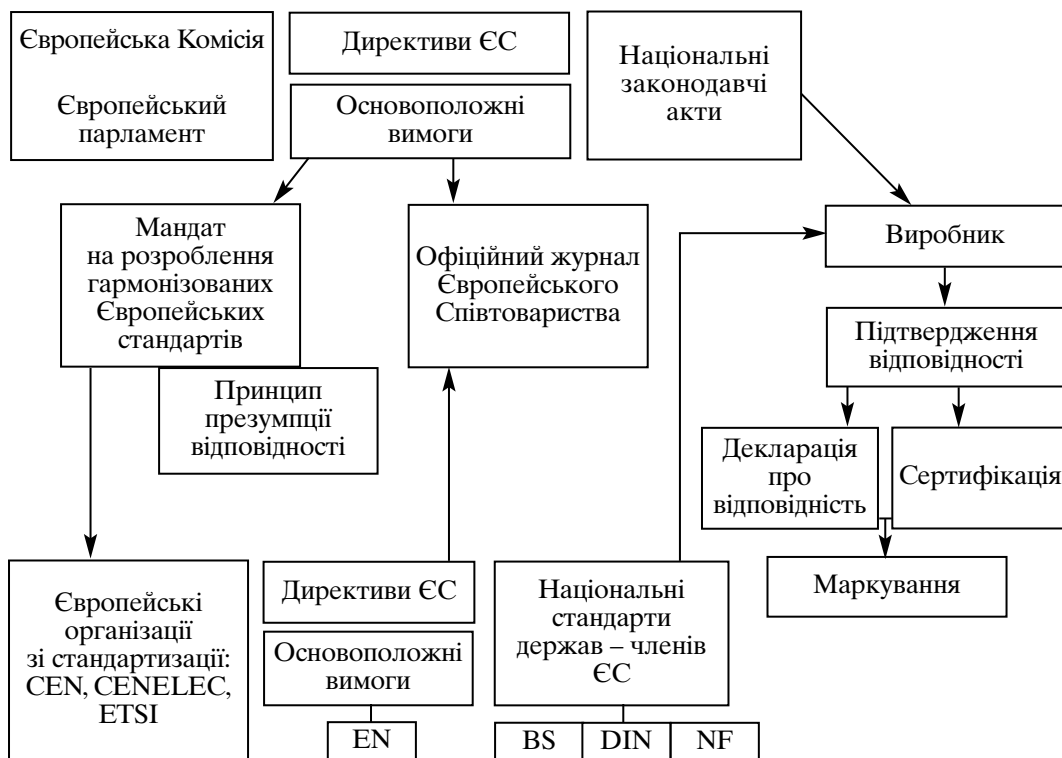 Європейська Комісія
Європейський
парламент
Директиви ЄС
Основоположні
вимоги
Національні
законодавчі
акти
Мандат
на розроблення
гармонізованих
Європейських
стандартів
Офіційний журнал
Європейського
Співтовариства
Виробник
Підтвердження
відповідності
Принцип
презумпції
відповідності
Декларація
про
відповідність
Сертифікація
Маркування
Європейські
організації
зі стандартизації:
CEN, CENELEC,
ETSI
Директиви ЄС
Основоположні
вимоги
EN
Національні
стандарти
держав – членів
ЄС
BS
DIN
NF